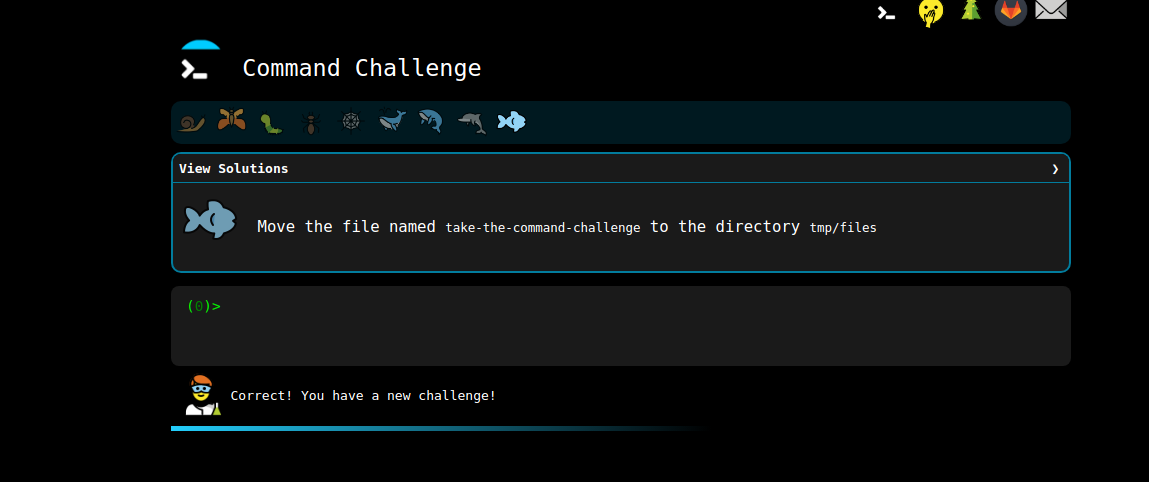 Command Challenge
View Solutions ❯
Move the file named take-the-command-challenge to the directory tmp/files
(0)>
Correct! You have a new challenge!